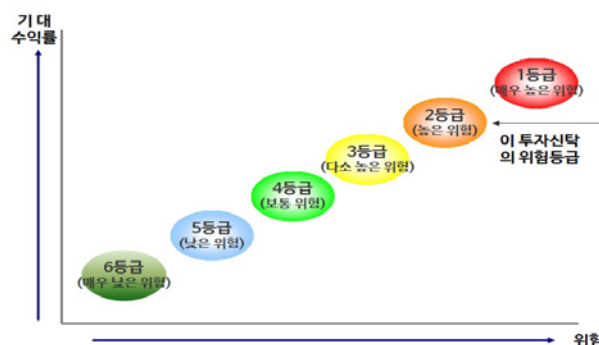 기 대
수익률
1등급
(매우 높은 위험)
2등급
(높은 위험)
이 투자신탁
의 위험등급
3등급
(다소 높은 위험)
4등급
(보통 위험)
5등급
(낮은 위험)
6등급
(매우 낮은 위험)
위험